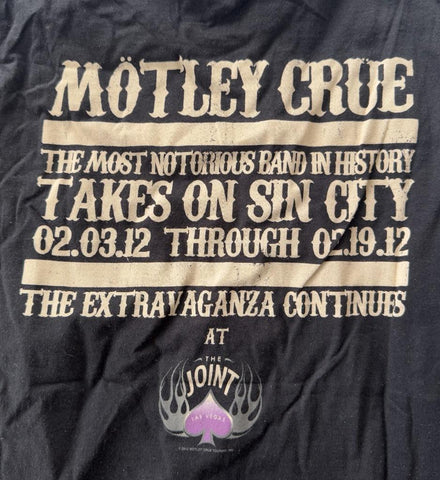 MÖTLEY CRUE
THE MOST NOTORIOUS BAND IN HISTORY
TAKES ON SIN CITY
02.03.12 THROUGH 02.19.12
THE EXTRAVAGANZA CONTINUES
AT
THE
JOINT
LAS VEGAS